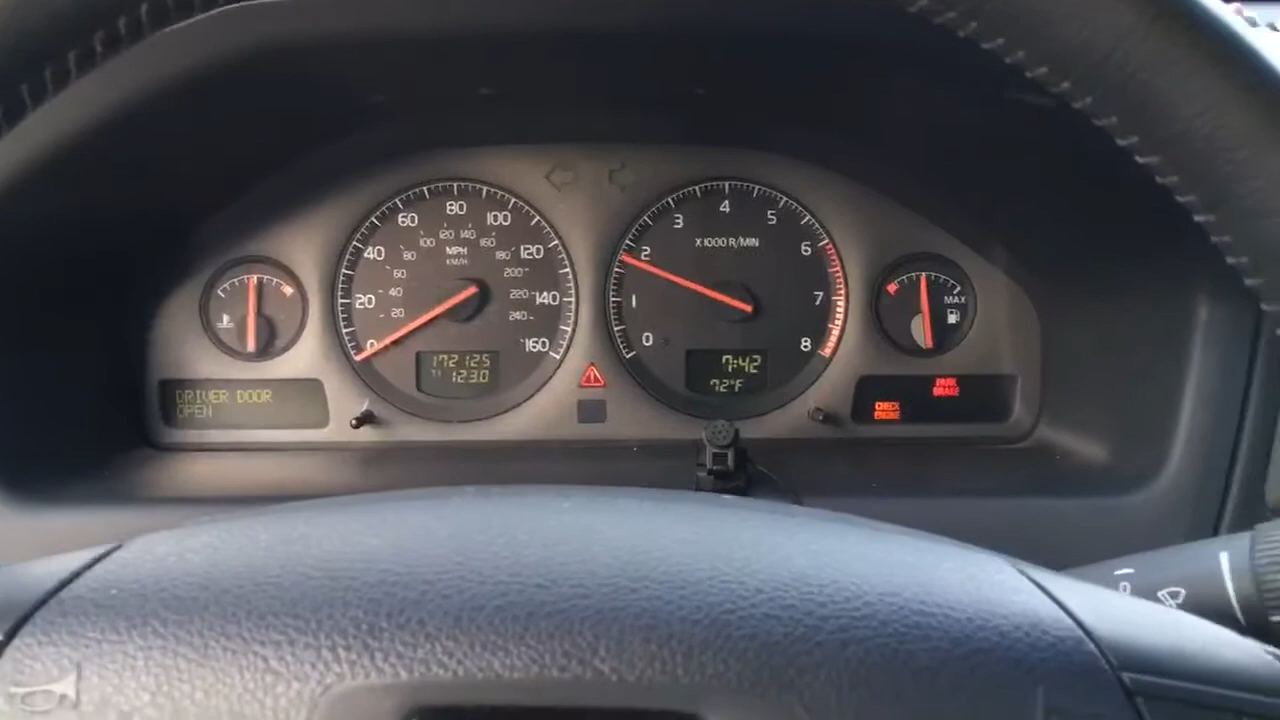 20
40
60
80
100
120
140
160
0
20
40
60
80
100
120 140
160
180
200
220
240
MPH
KM/H
172125
T1 123.0
DRIVER DOOR
OPEN
0
1
2
3
4
5
6
7
8
X1000 R/MIN
7:42
72°F
MAX
PARK
BRAKE
CHECK
ENGINE